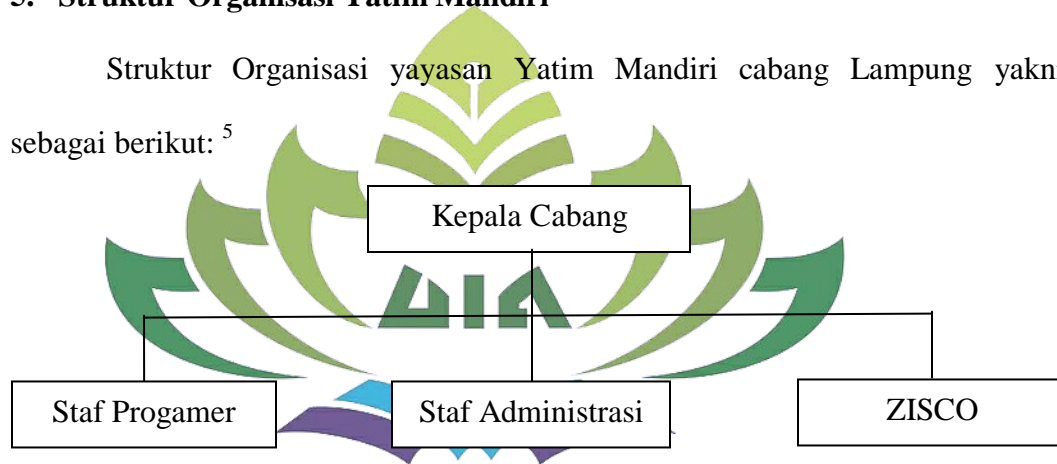 Struktur Organisasi Yatim Mandiri
Struktur Organisasi yayasan Yatim Mandiri cabang Lampung yakni
sebagai berikut: 5
Kepala Cabang
Staf Progamer
Staf Administrasi
ZISCO